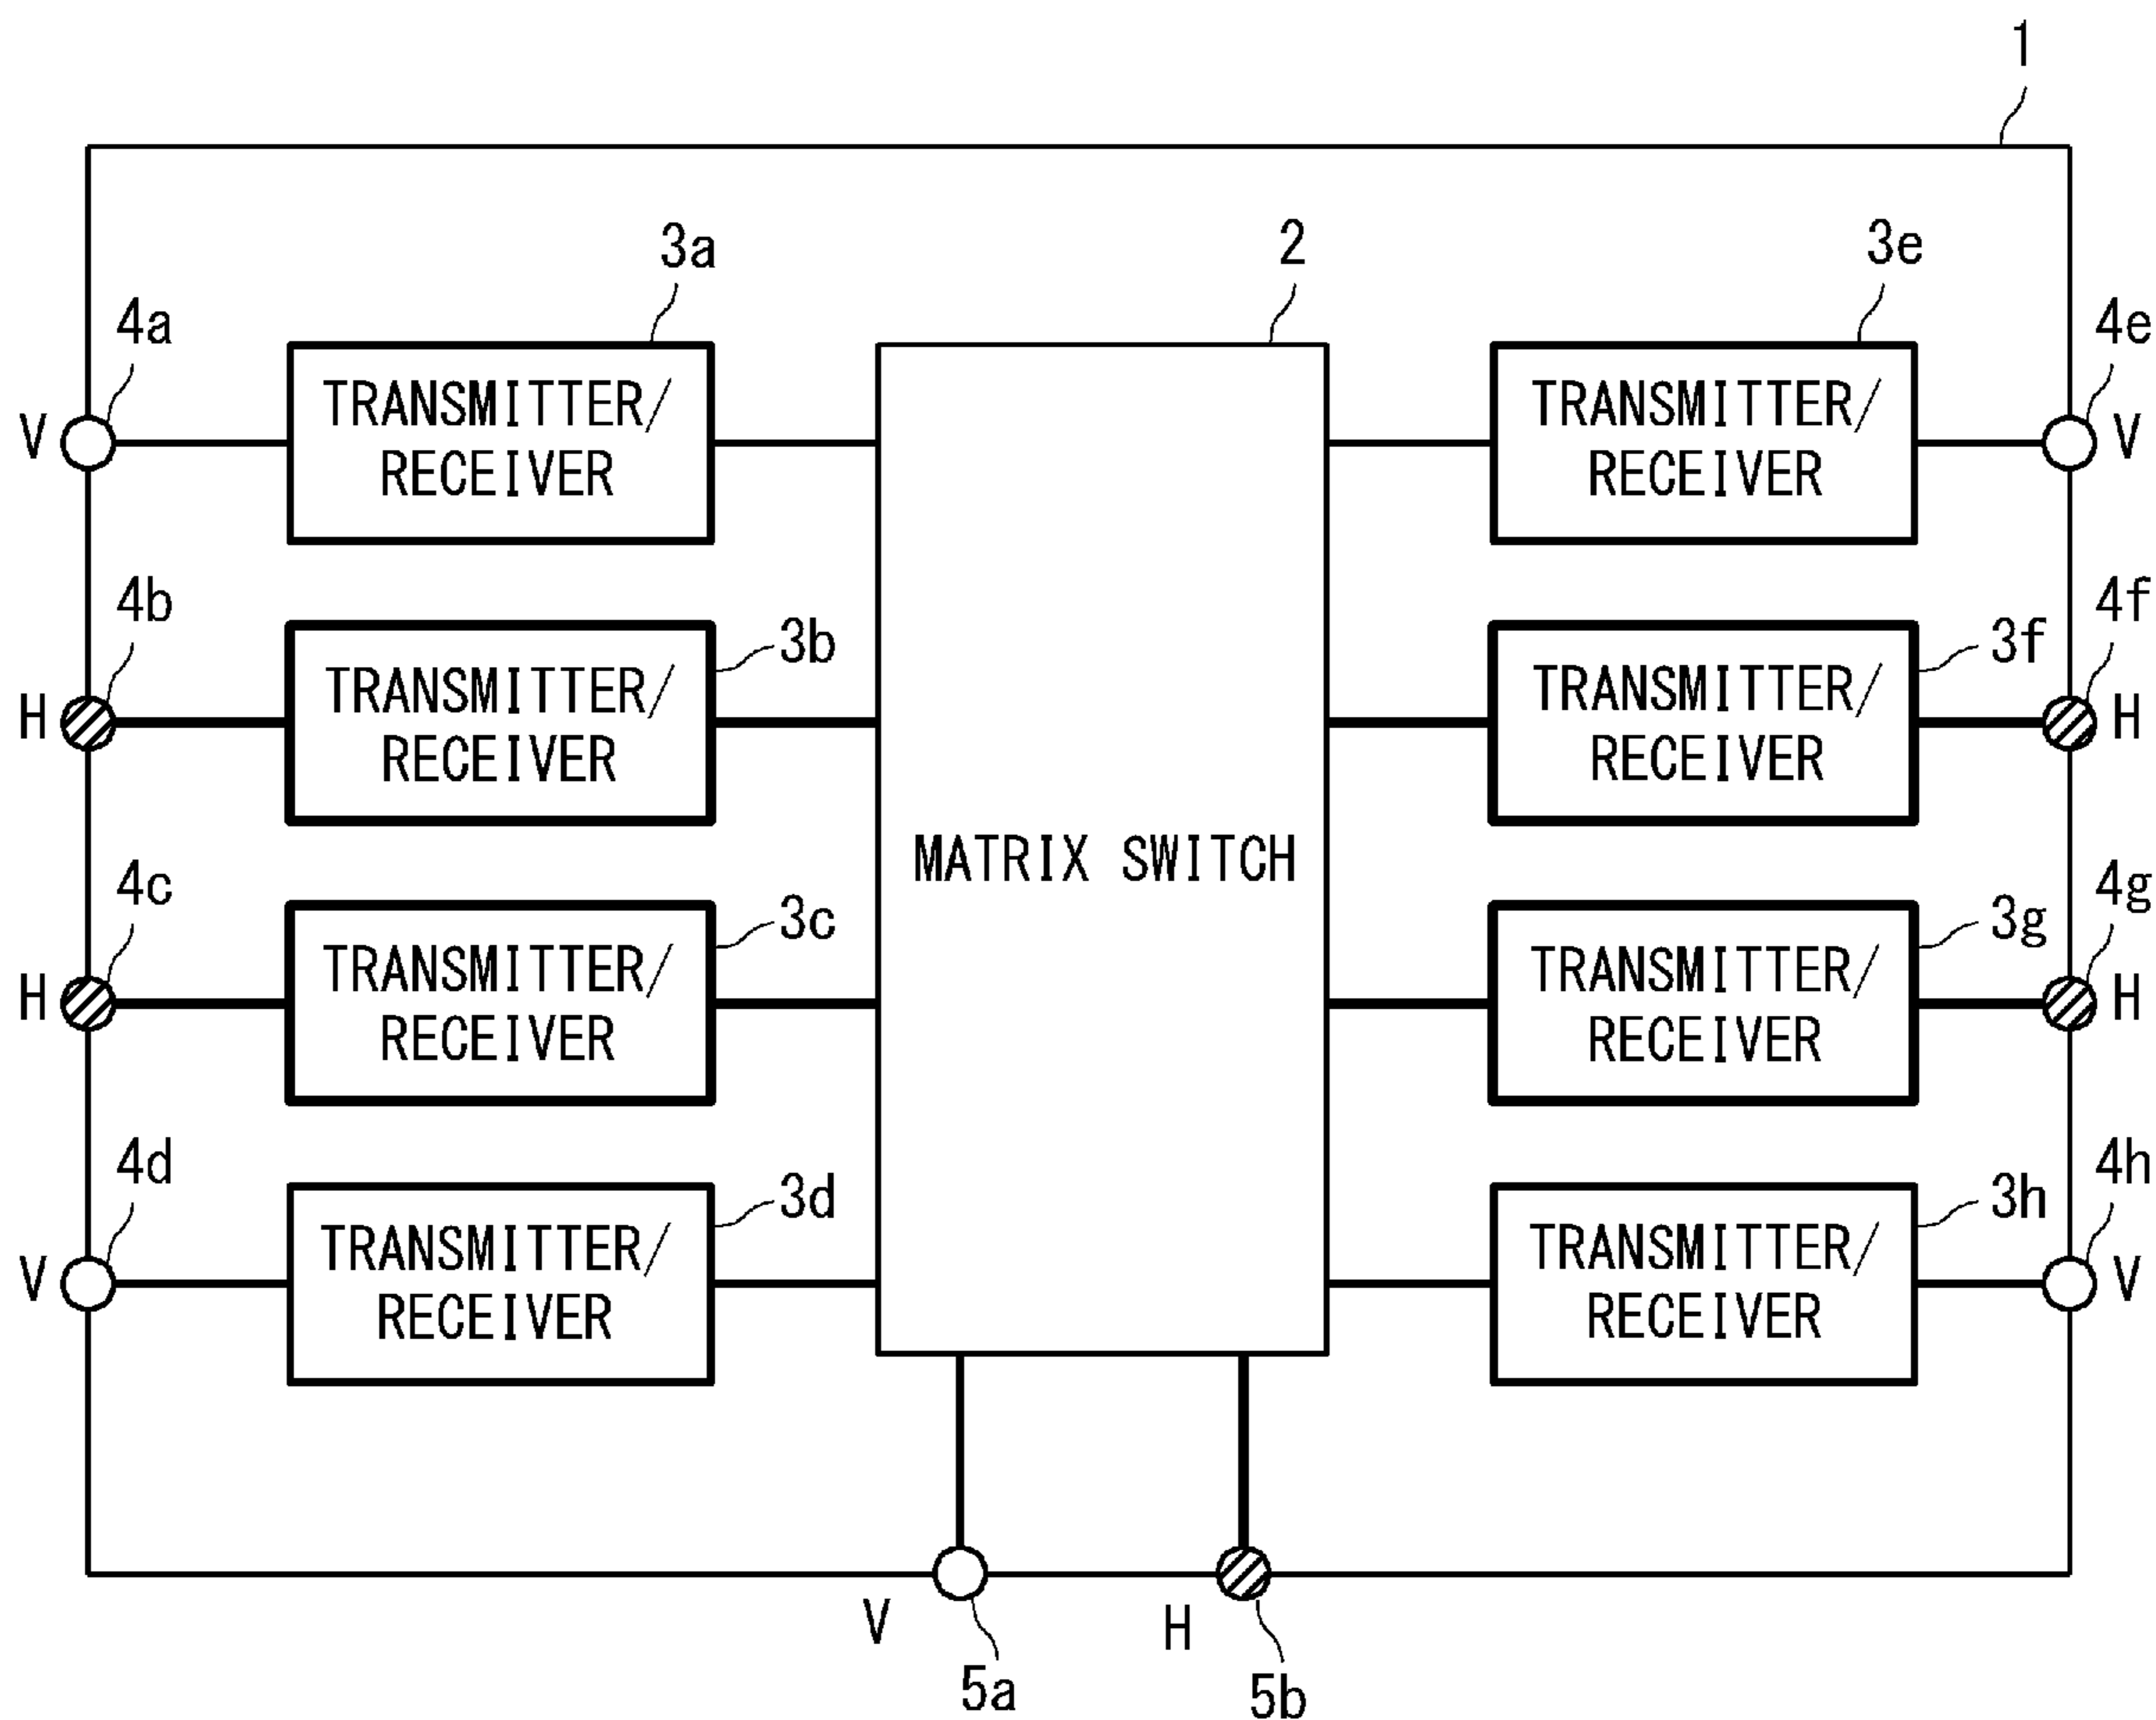 1
3a
2
3e
4a
4e
TRANSMITTER/
RECEIVER
TRANSMITTER/
RECEIVER
V
V
4b
4f
3b
3f
TRANSMITTER/
RECEIVER
TRANSMITTER/
RECEIVER
H
H
MATRIX SWITCH
4c
4g
3c
3g
TRANSMITTER/
RECEIVER
TRANSMITTER/
RECEIVER
H
H
4d
4h
3d
3h
TRANSMITTER/
RECEIVER
TRANSMITTER/
RECEIVER
V
V
V
H
5a
5b